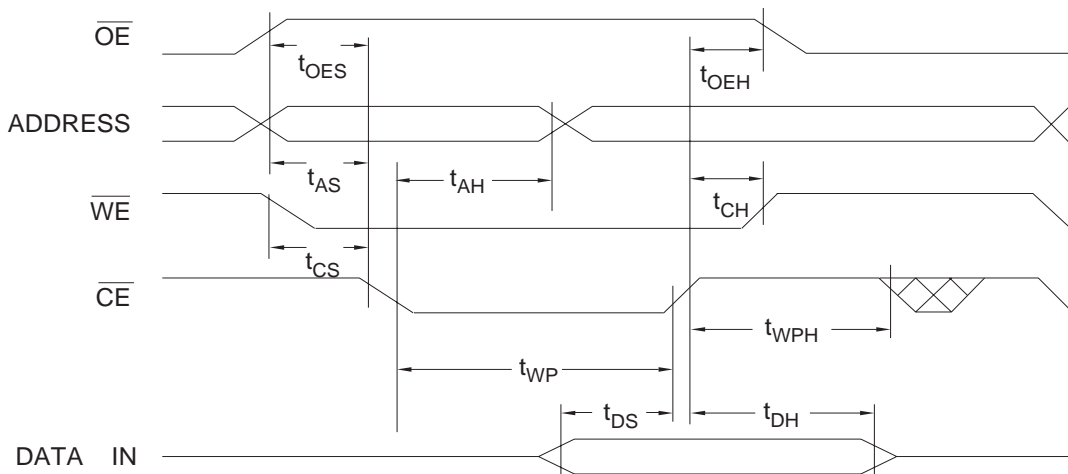 OE
tOES
tOEH
ADDRESS
tAS
tAH
tCH
WE
tCS
CE
tWPH
tWP
tDS
tDH
DATA IN